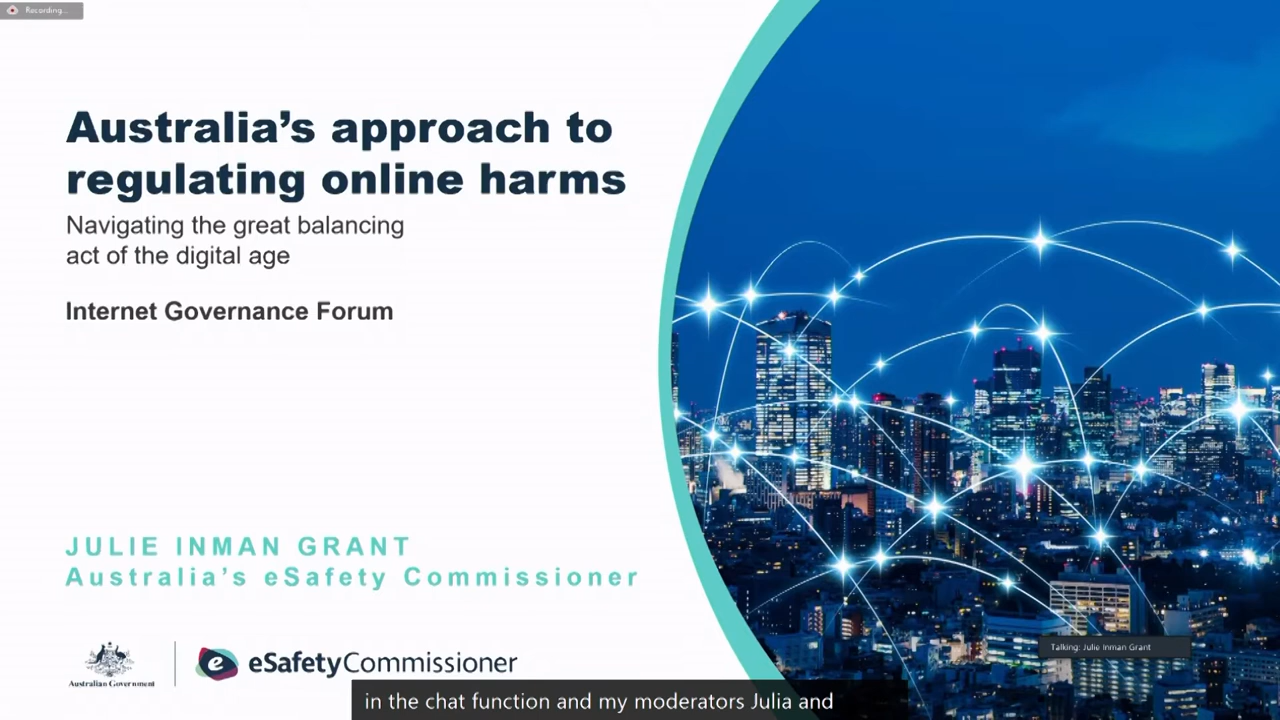 Recording...
Australia's approach to
regulating online harms
Navigating the great balancing
act of the digital age
Internet Governance Forum
JULIE INMAN GRANT
Australia's eSafety Commissioner
Talking: Julie Inman Grant
Australian Government
e
eSafetyCommissioner
in the chat function and my moderators Julia and